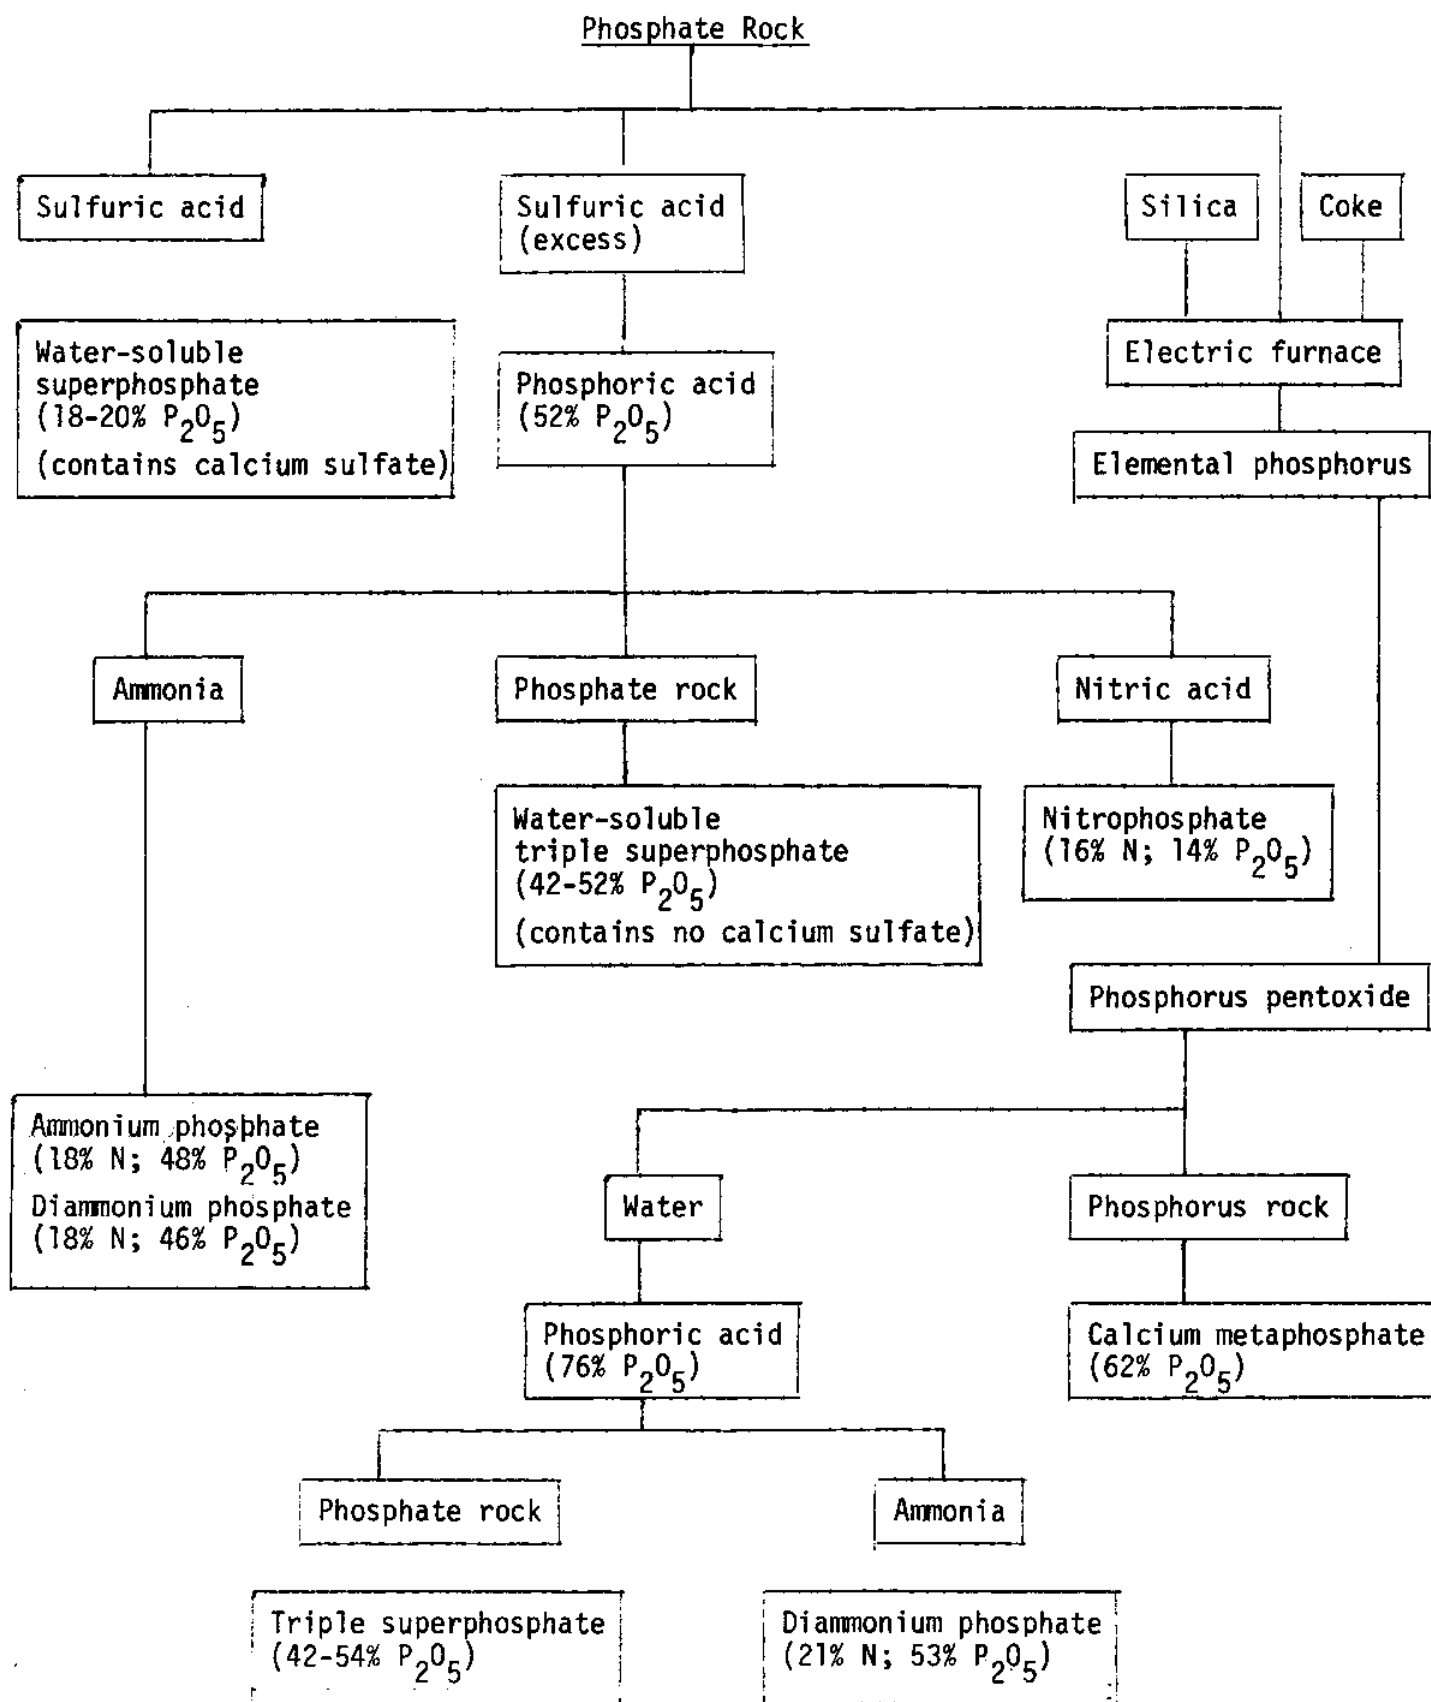 Phosphate Rock
Sulfuric acid
Sulfuric acid
(excess)
Silica
Coke
Water-soluble
superphosphate
(18-20% P2O5)
(contains calcium sulfate)
Phosphoric acid
(52% P2O5)
Electric furnace
Elemental phosphorus
Ammonia
Phosphate rock
Nitric acid
Water-soluble
triple superphosphate
(42-52% P2O5)
(contains no calcium sulfate)
Nitrophosphate
(16% N; 14% P2O5)
Phosphorus pentoxide
Ammonium phosphate
(18% N; 48% P2O5)
Diammonium phosphate
(18% N; 46% P2O5)
Water
Phosphorus rock
Phosphoric acid
(76% P2O5)
Calcium metaphosphate
(62% P2O5)
Phosphate rock
Ammonia
Triple superphosphate
(42-54% P2O5)
Diammonium phosphate
(21% N; 53% P2O5)